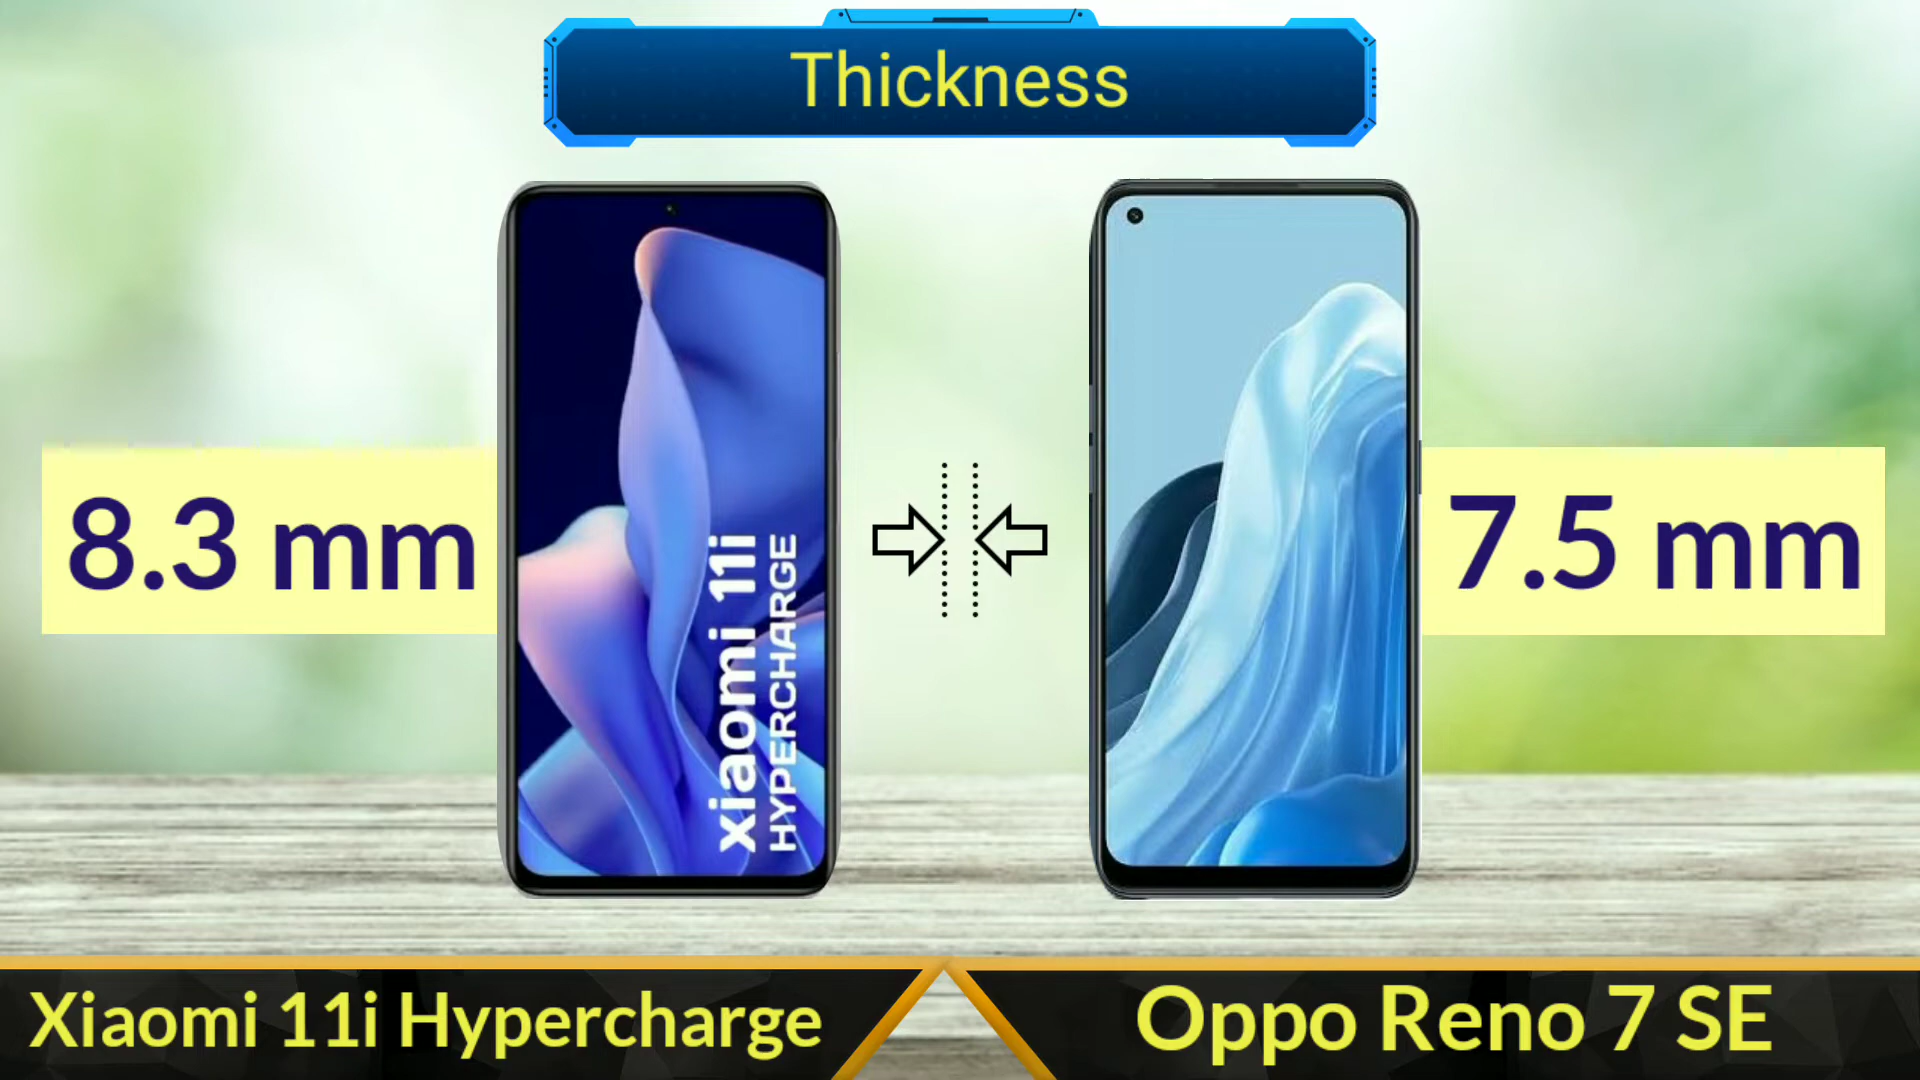 Thickness
8.3 mm
xiaomi 11i
HYPERCHARGE
7.5 mm
Xiaomi 11i Hypercharge
Oppo Reno 7 SE